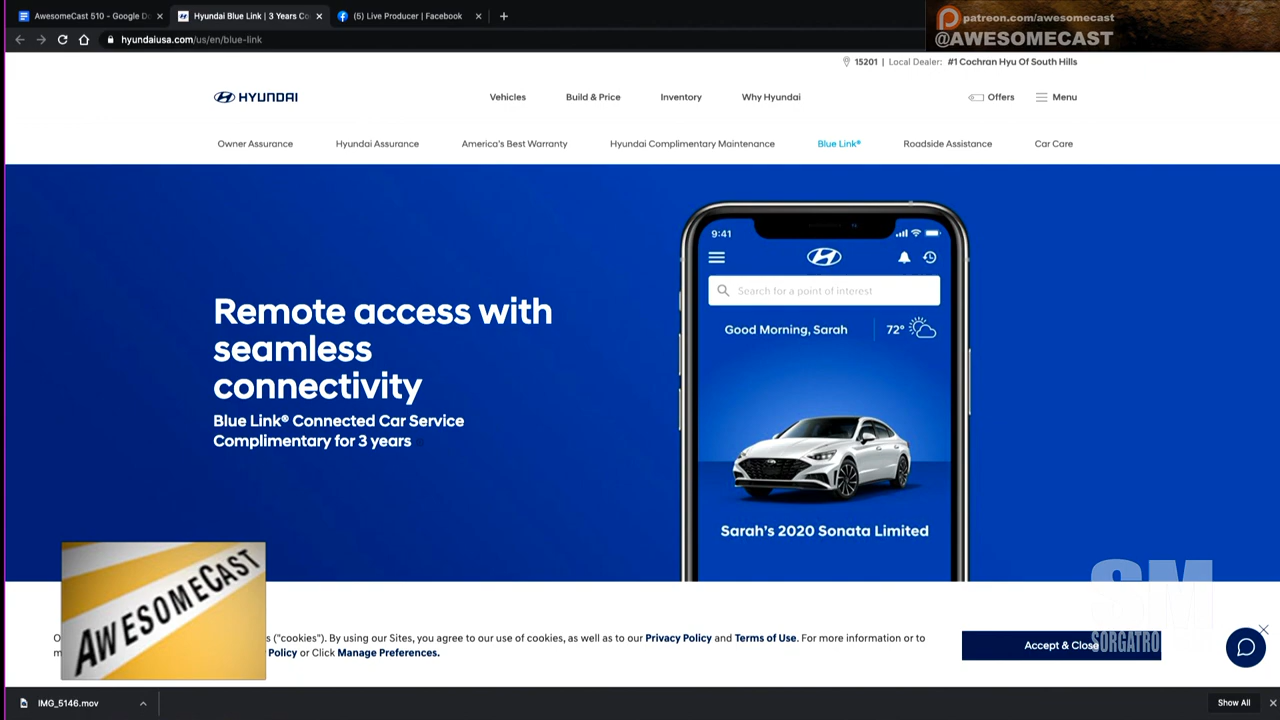 AwesomeCast 510 - Google Do
Hyundai Blue Link | 3 Years Co
(5) Live Producer | Facebook
patreon.com/awesomecast
@AWESOMECAST
hyundaiusa.com/us/en/blue-link
15201 | Local Dealer: #1 Cochran Hyu Of South Hills
HYUNDAI
Vehicles
Build & Price
Inventory
Why Hyundai
Offers
Menu
Owner Assurance
Hyundai Assurance
America's Best Warranty
Hyundai Complimentary Maintenance
Blue Link®
Roadside Assistance
Car Care
9:41
Search for a point of interest
Good Morning, Sarah
72°
Remote access with
seamless
connectivity
Blue Link® Connected Car Service
Complimentary for 3 years
Sarah's 2020 Sonata Limited
AWESOMECAST
SM
SORGATRO
s ("cookies"). By using our Sites, you agree to our use of cookies, as well as to our Privacy Policy and Terms of Use. For more information or to
Policy or Click Manage Preferences.
Accept & Close
IMG_5146.mov
Show All